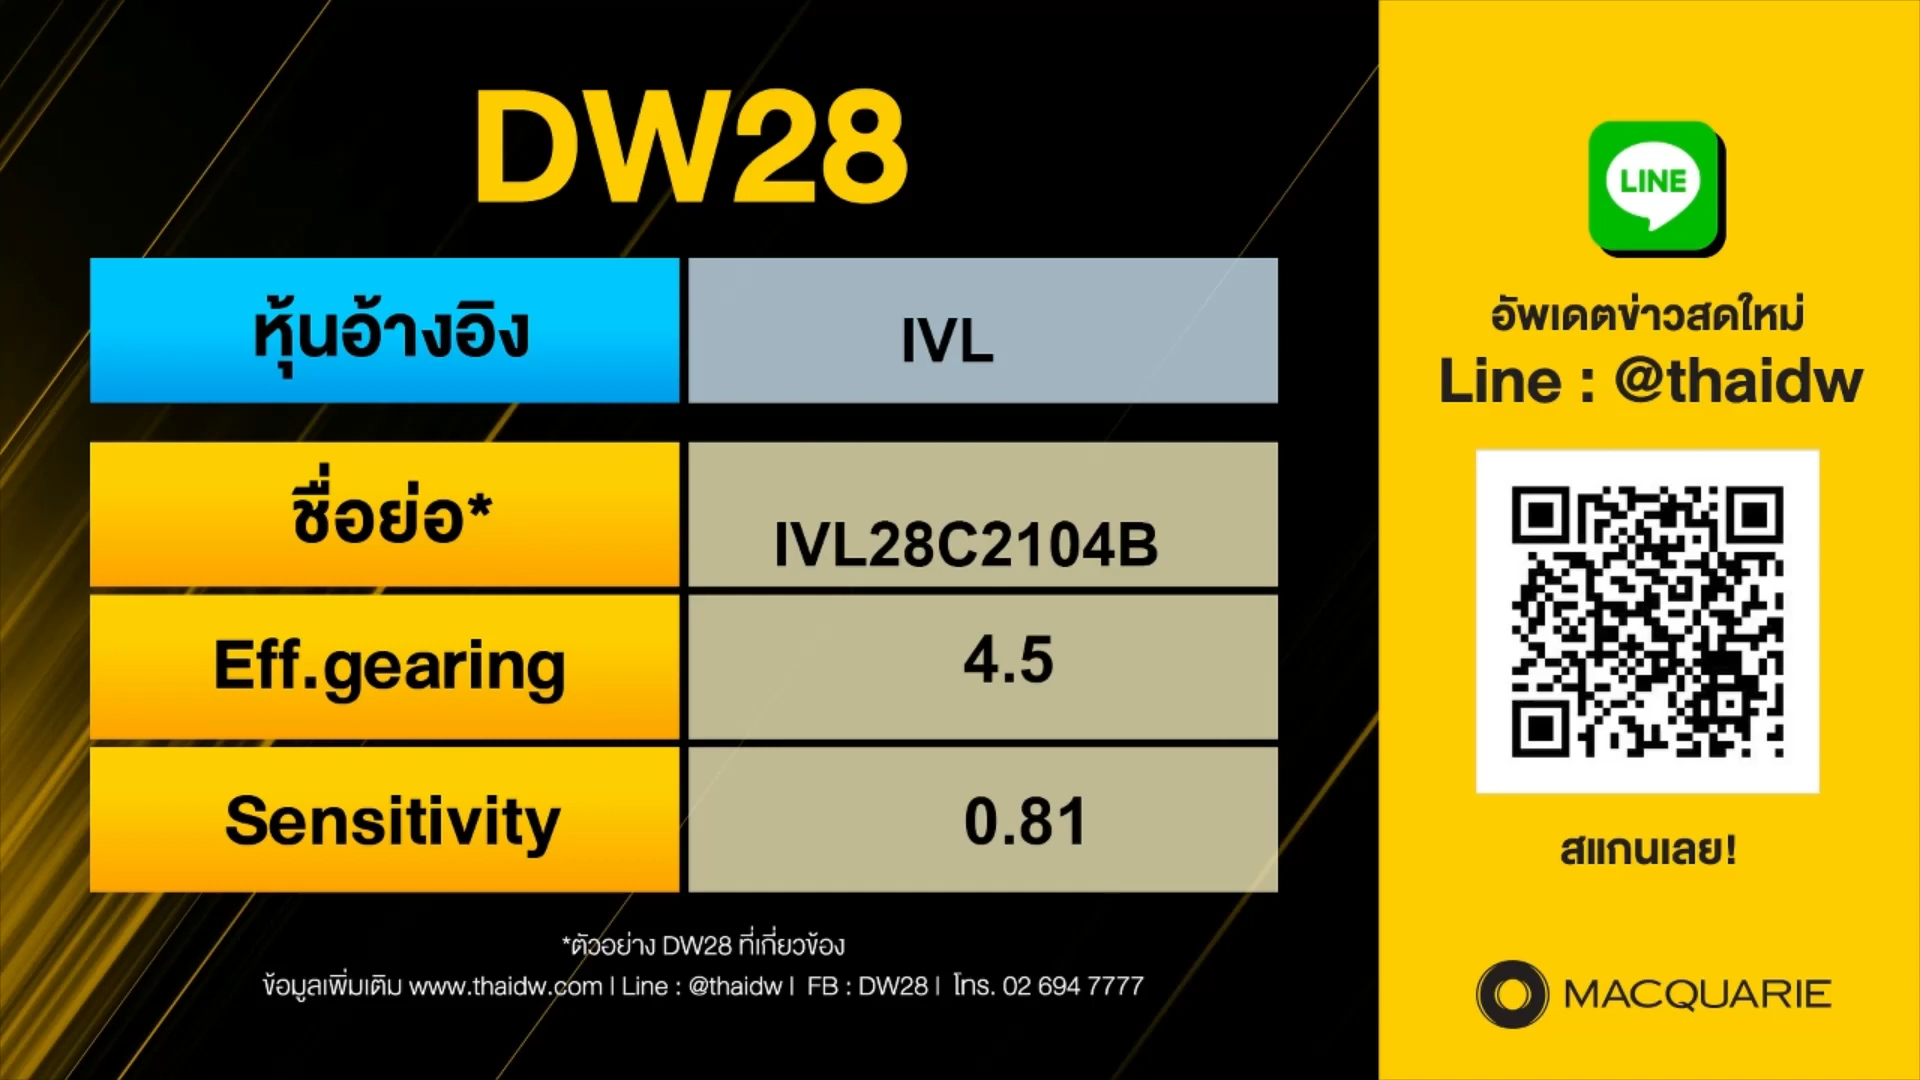 DW28
หุ้นอ้างอิง IVL
ชื่อย่อ* IVL28C2104B
Eff.gearing 4.5
Sensitivity 0.81
*ตัวอย่าง DW28 ที่เกี่ยวข้อง
ข้อมูลเพิ่มเติม www.thaidw.com | Line : @thaidw | FB : DW28 | โทร. 02 694 7777
LINE
อัพเดตข่าวสดใหม่
Line : @thaidw
สแกนเลย!
MACQUARIE